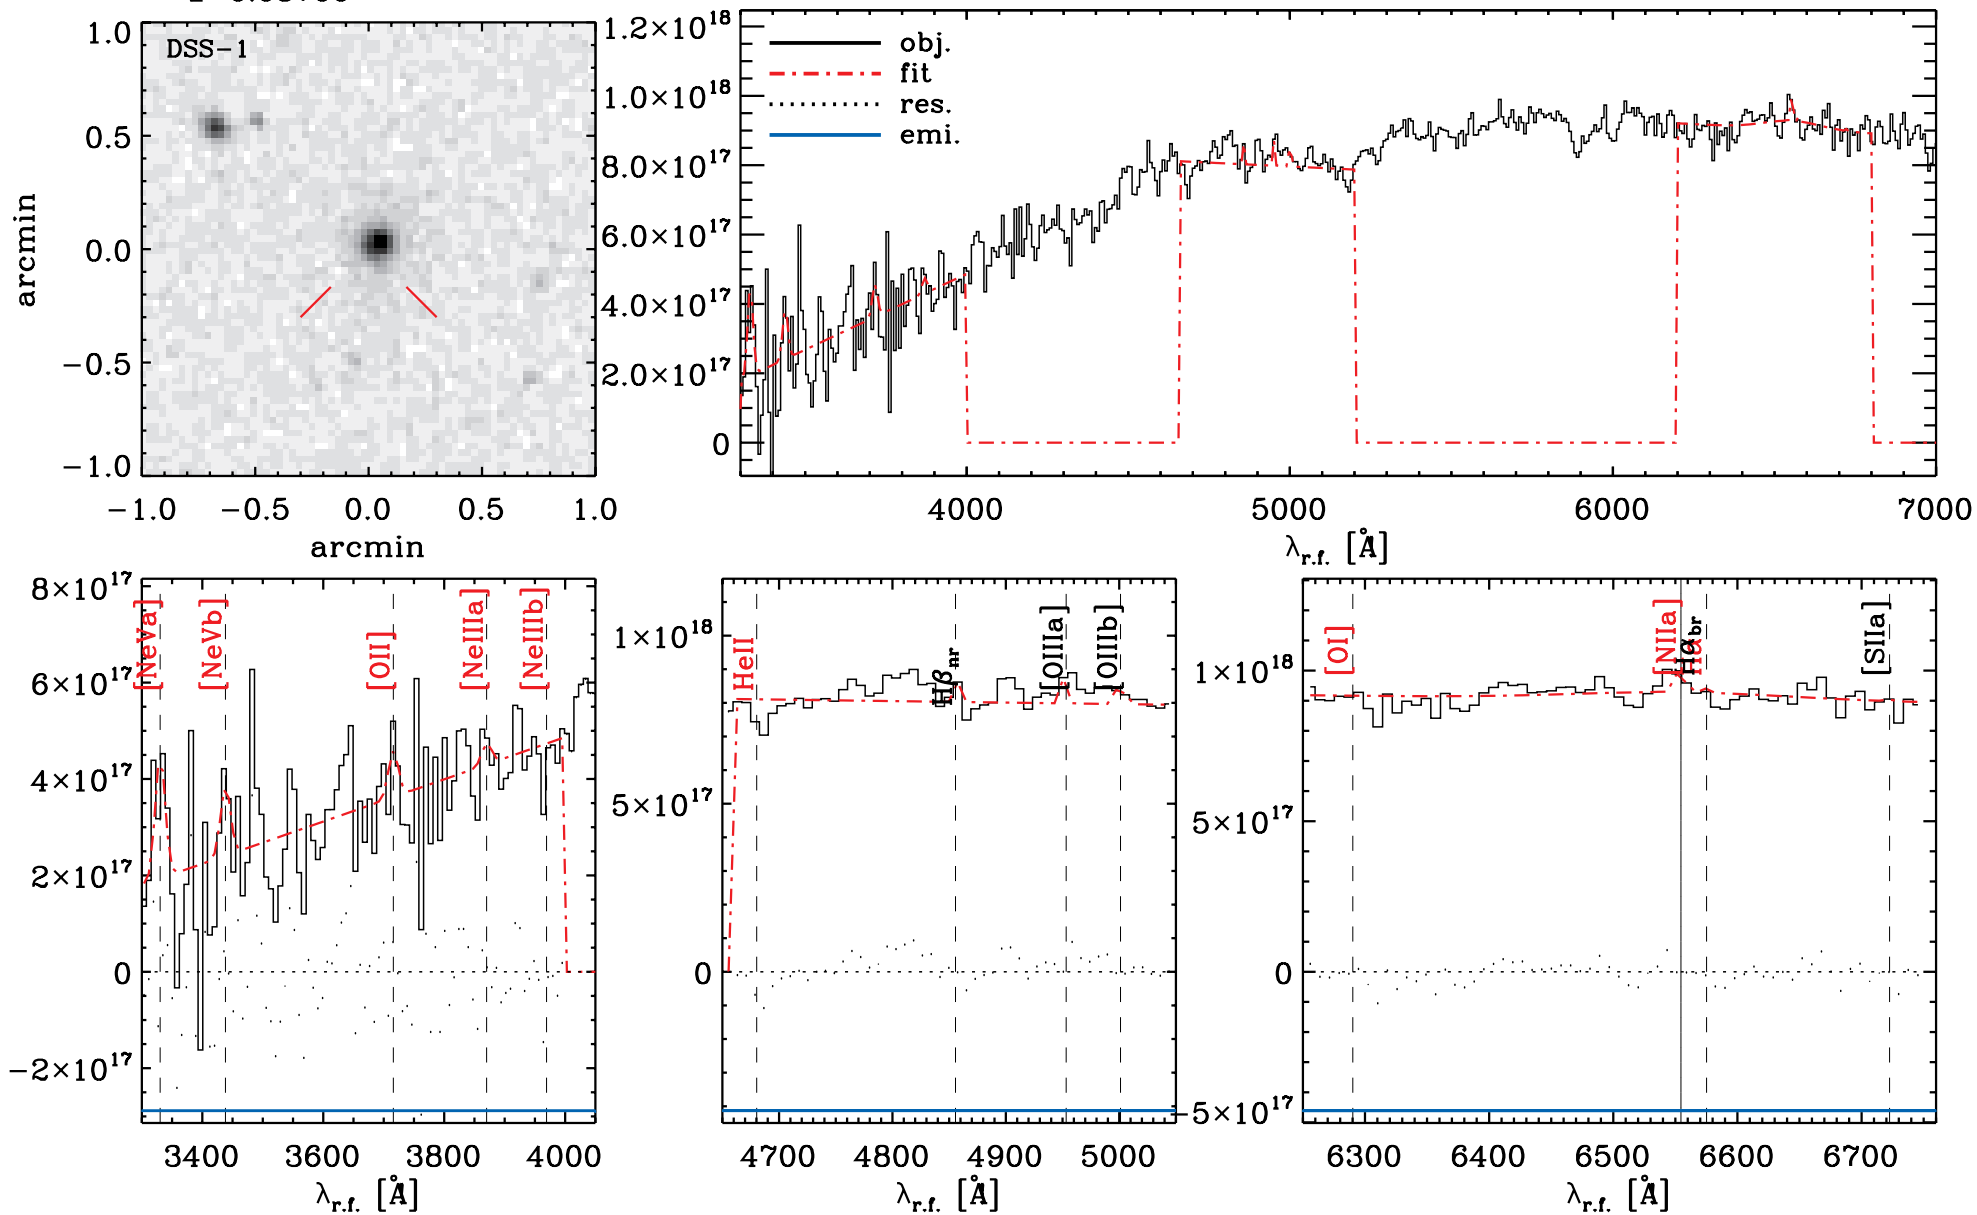 DSS-1
1.0
0.5
0.0
−0.5
−1.0
arcmin
−1.0 −0.5 0.0 0.5 1.0
arcmin
1.2×10¹⁸
1.0×10¹⁸
8.0×10¹⁷
6.0×10¹⁷
4.0×10¹⁷
2.0×10¹⁷
0
obj.
fit
res.
emi.
4000 5000 6000 7000
λr.f. [Å]
8×10¹⁷
6×10¹⁷
4×10¹⁷
2×10¹⁷
0
−2×10¹⁷
[NeVa]
[NeVb]
[OII]
[NeIIIa]
[NeIIIb]
3400 3600 3800 4000
λr.f. [Å]
1×10¹⁸
5×10¹⁷
0
HeII
Hβnr
[OIIIa]
[OIIIb]
4700 4800 4900 5000
λr.f. [Å]
1×10¹⁸
5×10¹⁷
0
−5×10¹⁷
[OI]
[NIIa]
Hαbr
[SIIa]
6300 6400 6500 6600 6700
λr.f. [Å]